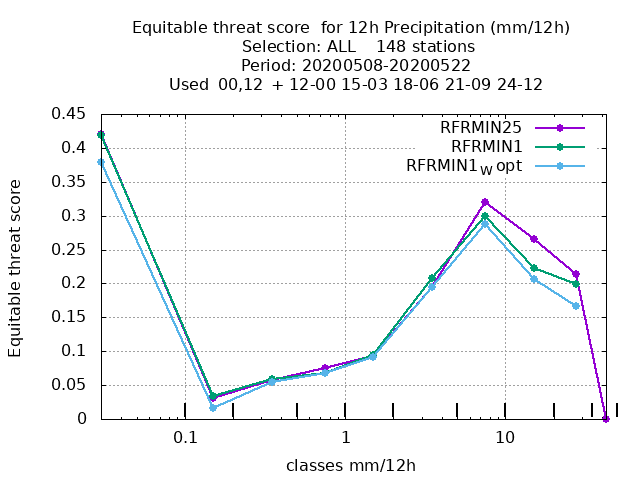 Equitable threat score  for 12h Precipitation (mm/12h)
Selection: ALL    148 stations
Period: 20200508-20200522
Used  00,12  + 12-00 15-03 18-06 21-09 24-12
0.45
RFRMIN25
0.4
RFRMIN1
RFRMIN1W opt
0.35
0.3
0.25
0.2
0.15
0.1
0.05
0
Equitable threat score
0.1 1 10
classes mm/12h